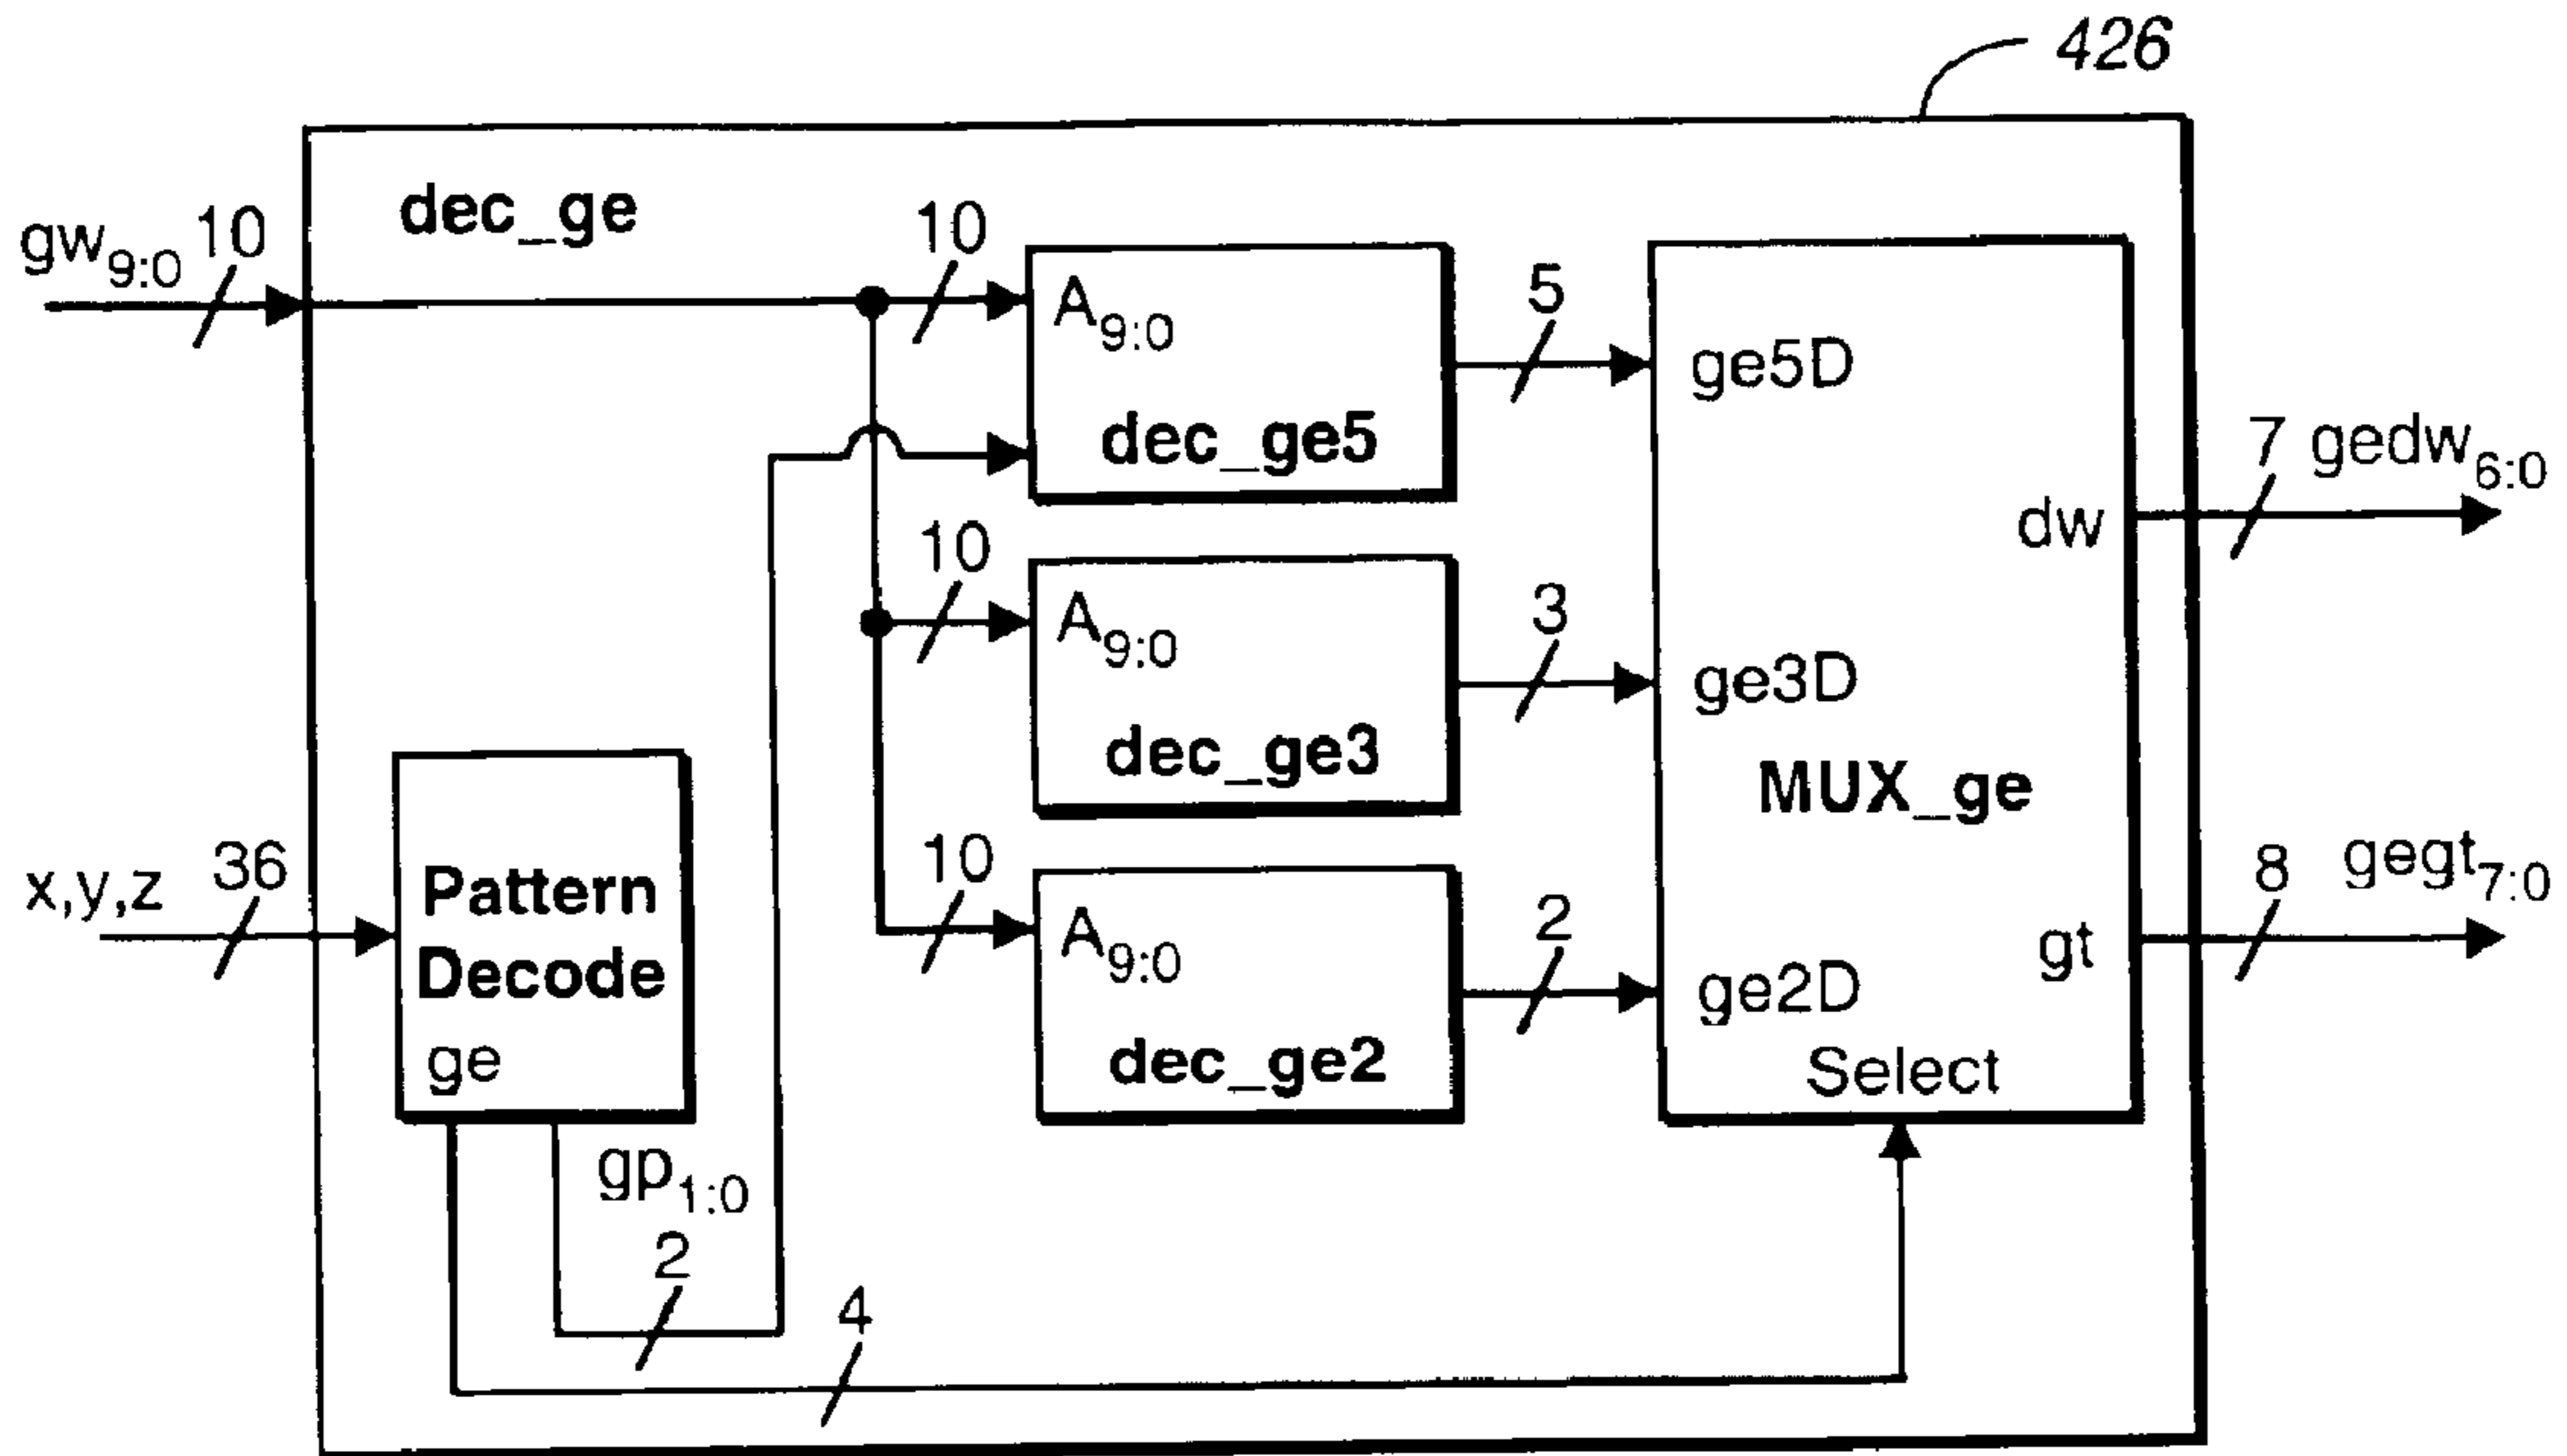 426
dec_ge
gw9:0
10
10
A9:0
dec_ge5
5
ge5D
7
gedw6:0
dw
10
A9:0
dec_ge3
3
ge3D
MUX_ge
x,y,z
36
Pattern
Decode
ge
10
A9:0
dec_ge2
2
ge2D
Select
gt
8
gegt7:0
gp1:0
2
4